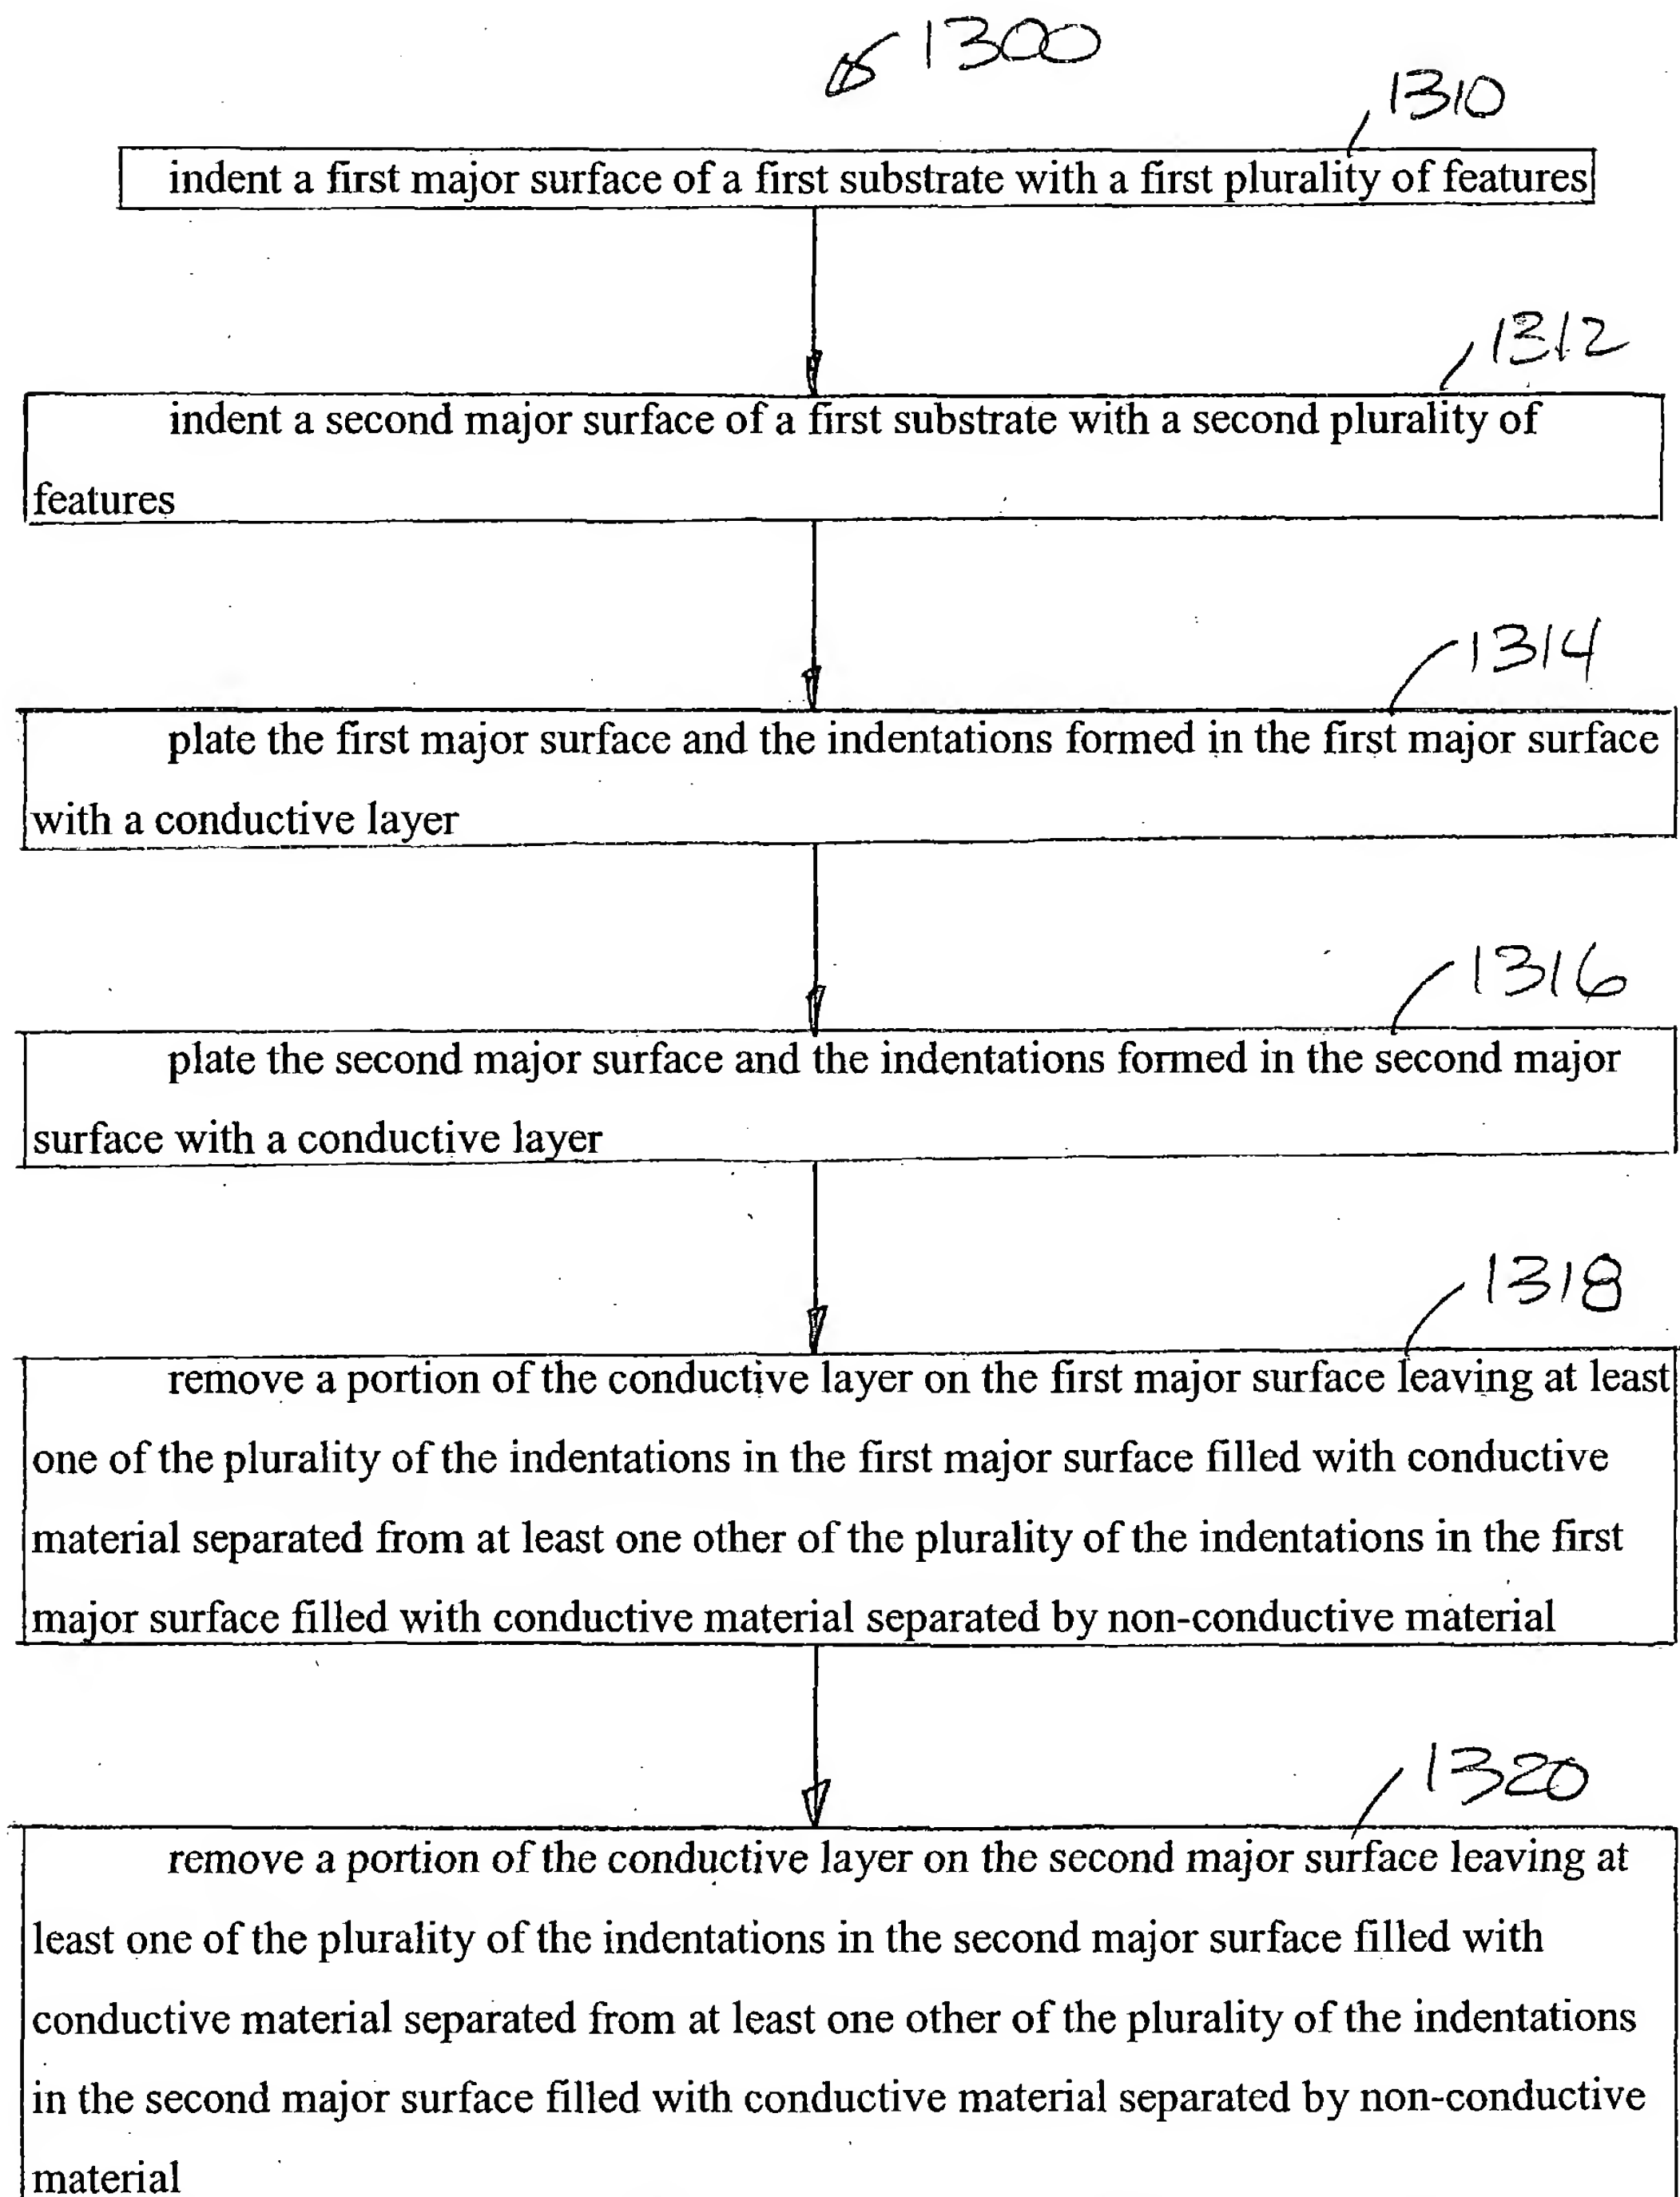 1300
1310
indent a first major surface of a first substrate with a first plurality of features
1312
indent a second major surface of a first substrate with a second plurality of
features
1314
plate the first major surface and the indentations formed in the first major surface
with a conductive layer
1316
plate the second major surface and the indentations formed in the second major
surface with a conductive layer
1318
remove a portion of the conductive layer on the first major surface leaving at least
one of the plurality of the indentations in the first major surface filled with conductive
material separated from at least one other of the plurality of the indentations in the first
major surface filled with conductive material separated by non-conductive material
1320
remove a portion of the conductive layer on the second major surface leaving at
least one of the plurality of the indentations in the second major surface filled with
conductive material separated from at least one other of the plurality of the indentations
in the second major surface filled with conductive material separated by non-conductive
material